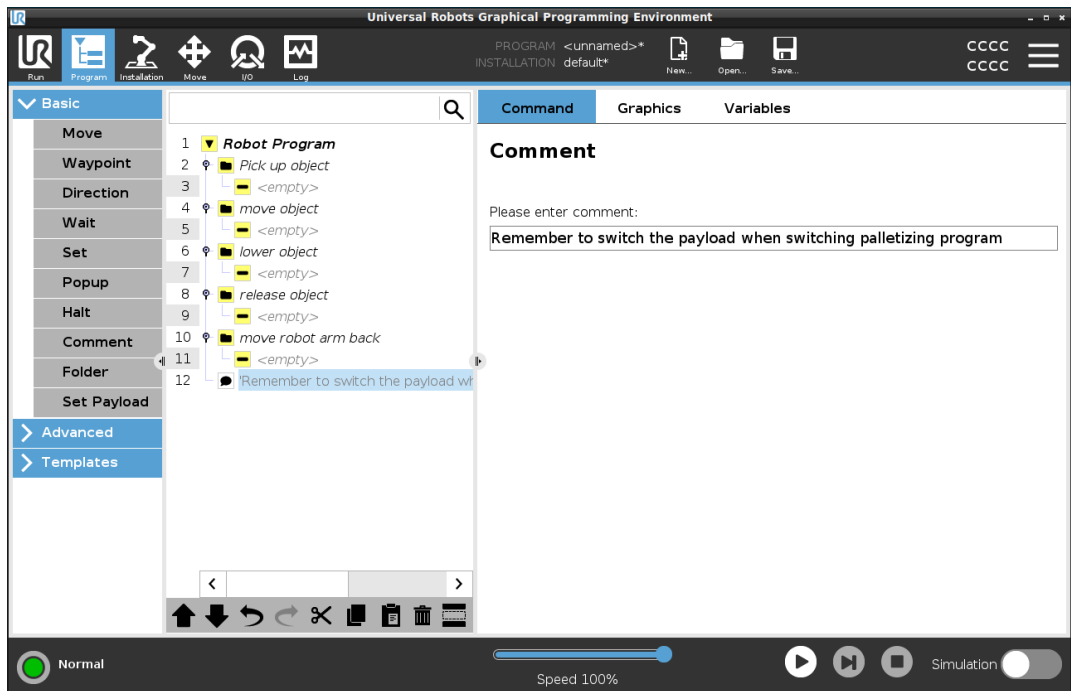 UR
Universal Robots Graphical Programming Environment
UR
Run
Program
Installation
Move
I/O
Log
PROGRAM <unnamed>*
INSTALLATION default*
New...
Open...
Save...
CCCC
CCCC
Basic
Move
Waypoint
Direction
Wait
Set
Popup
Halt
Comment
Folder
Set Payload
Advanced
Templates
1 Robot Program
2 Pick up object
3 <empty>
4 move object
5 <empty>
6 lower object
7 <empty>
8 release object
9 <empty>
10 move robot arm back
11 <empty>
12 'Remember to switch the payload wh
Command Graphics Variables
Comment
Please enter comment:
Remember to switch the payload when switching palletizing program
Normal
Speed 100%
Simulation